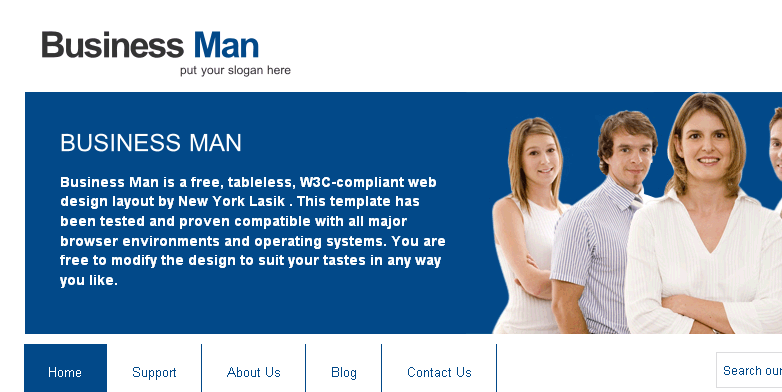 Business Man
put your slogan here
BUSINESS MAN
Business Man is a free, tableless, W3C-compliant web
design layout by New York Lasik . This template has
been tested and proven compatible with all major
browser environments and operating systems. You are
free to modify the design to suit your tastes in any way
you like.
Home Support About Us Blog Contact Us Search our